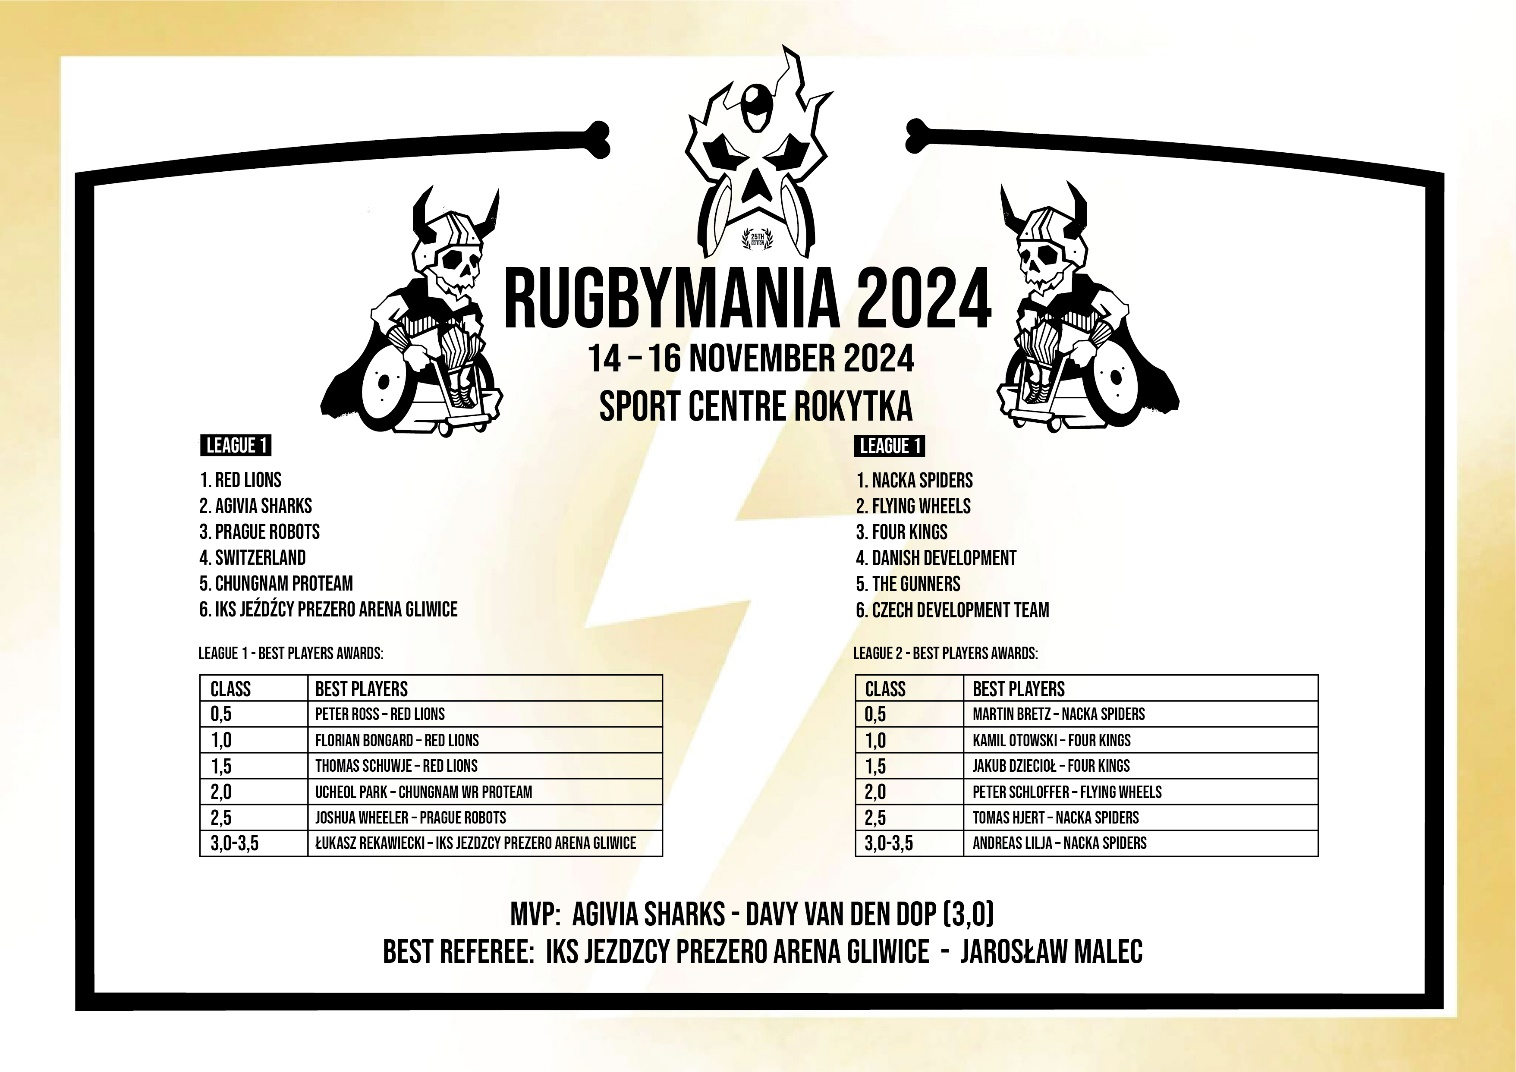 25TH
EDITION
RUGBYMANIA 2024
14 – 16 NOVEMBER 2024
SPORT CENTRE ROKYTKA
LEAGUE 1
1. RED LIONS
2. AGIVIA SHARKS
3. PRAGUE ROBOTS
4. SWITZERLAND
5. CHUNGNAM PROTEAM
6. IKS JEŹDŹCY PREZERO ARENA GLIWICE
LEAGUE 1 - BEST PLAYERS AWARDS:
CLASS BEST PLAYERS
0,5 PETER ROSS – RED LIONS
1,0 FLORIAN BONGARD – RED LIONS
1,5 THOMAS SCHUWJE – RED LIONS
2,0 UCHEOL PARK – CHUNGNAM WR PROTEAM
2,5 JOSHUA WHEELER – PRAGUE ROBOTS
3,0-3,5 ŁUKASZ REKAWIECKI – IKS JEZDZCY PREZERO ARENA GLIWICE
LEAGUE 1
1. NACKA SPIDERS
2. FLYING WHEELS
3. FOUR KINGS
4. DANISH DEVELOPMENT
5. THE GUNNERS
6. CZECH DEVELOPMENT TEAM
LEAGUE 2 - BEST PLAYERS AWARDS:
CLASS BEST PLAYERS
0,5 MARTIN BRETZ – NACKA SPIDERS
1,0 KAMIL OTOWSKI – FOUR KINGS
1,5 JAKUB DZIECIOŁ – FOUR KINGS
2,0 PETER SCHLOFFER – FLYING WHEELS
2,5 TOMAS HJERT – NACKA SPIDERS
3,0-3,5 ANDREAS LILJA – NACKA SPIDERS
MVP: AGIVIA SHARKS - DAVY VAN DEN DOP (3,0)
BEST REFEREE: IKS JEZDZCY PREZERO ARENA GLIWICE - JAROSŁAW MALEC